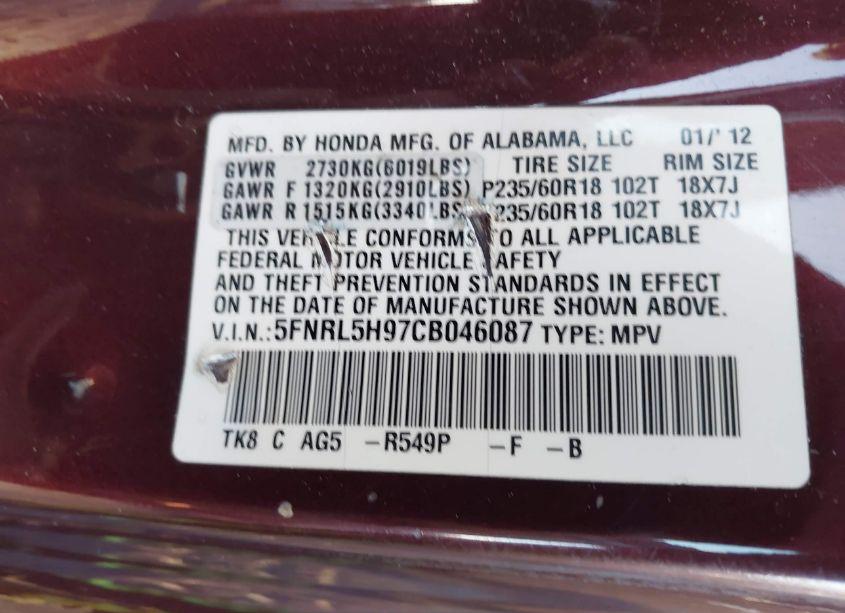 MFD. BY HONDA MFG. OF ALABAMA, LLC 01/' 12
GVWR 2730KG(6019LBS) TIRE SIZE RIM SIZE
GAWR F 1320KG(2910LBS) P235/60R18 102T 18X7J
GAWR R 1515KG(3340LBS) P235/60R18 102T 18X7J
THIS VEHICLE CONFORMS TO ALL APPLICABLE
FEDERAL MOTOR VEHICLE SAFETY
AND THEFT PREVENTION STANDARDS IN EFFECT
ON THE DATE OF MANUFACTURE SHOWN ABOVE.
V.I.N.: 5FNRL5H97CB046087 TYPE: MPV
TK8 C AG5 -R549P -F -B